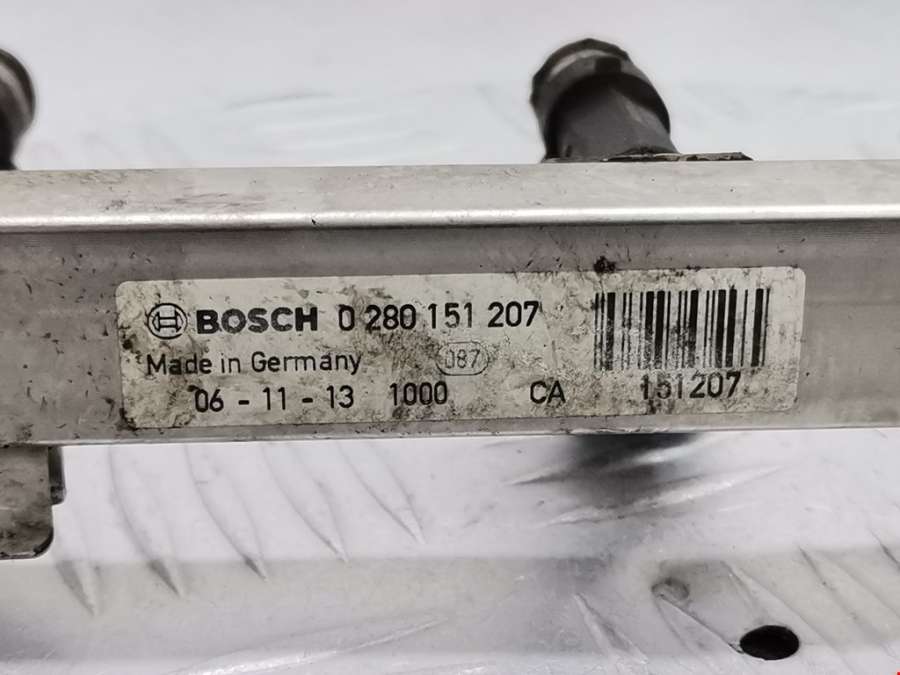 BOSCH 0 280 151 207
Made in Germany 087
06 - 11 - 13 1000 CA 151207